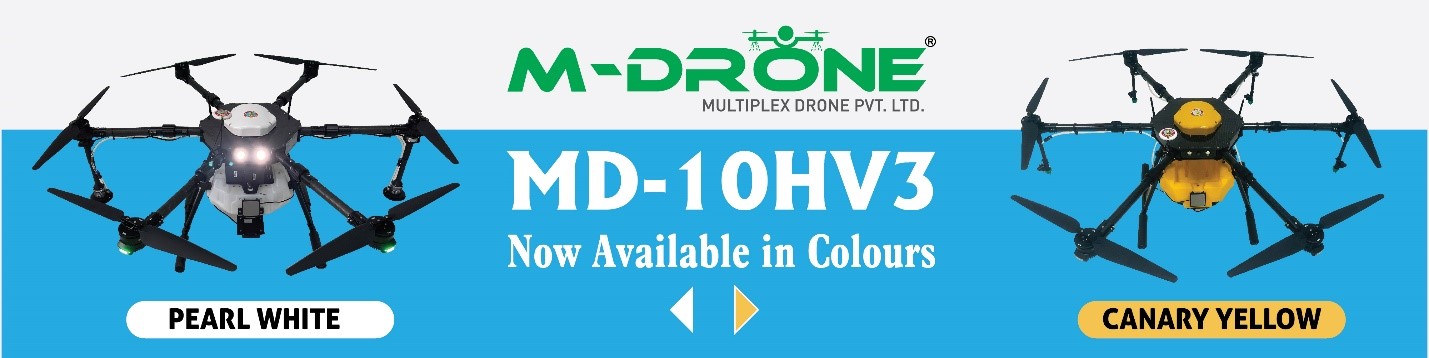 M-DRONE®
MULTIPLEX DRONE PVT. LTD.
MD-10HV3
Now Available in Colours
PEARL WHITE
CANARY YELLOW